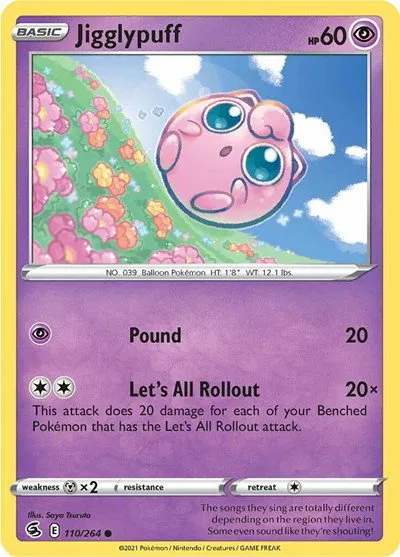 BASIC Jigglypuff HP 60
NO. 039 Balloon Pokémon HT: 1'8" WT: 12.1 lbs.
Pound 20
Let's All Rollout 20×
This attack does 20 damage for each of your Benched
Pokémon that has the Let's All Rollout attack.
weakness ×2 resistance retreat
Illus. Saya Tsuruta
The songs they sing are totally different
depending on the region they live in.
Some even sound like they're shouting!
E 110/264
©2021 Pokémon / Nintendo / Creatures / GAME FREAK